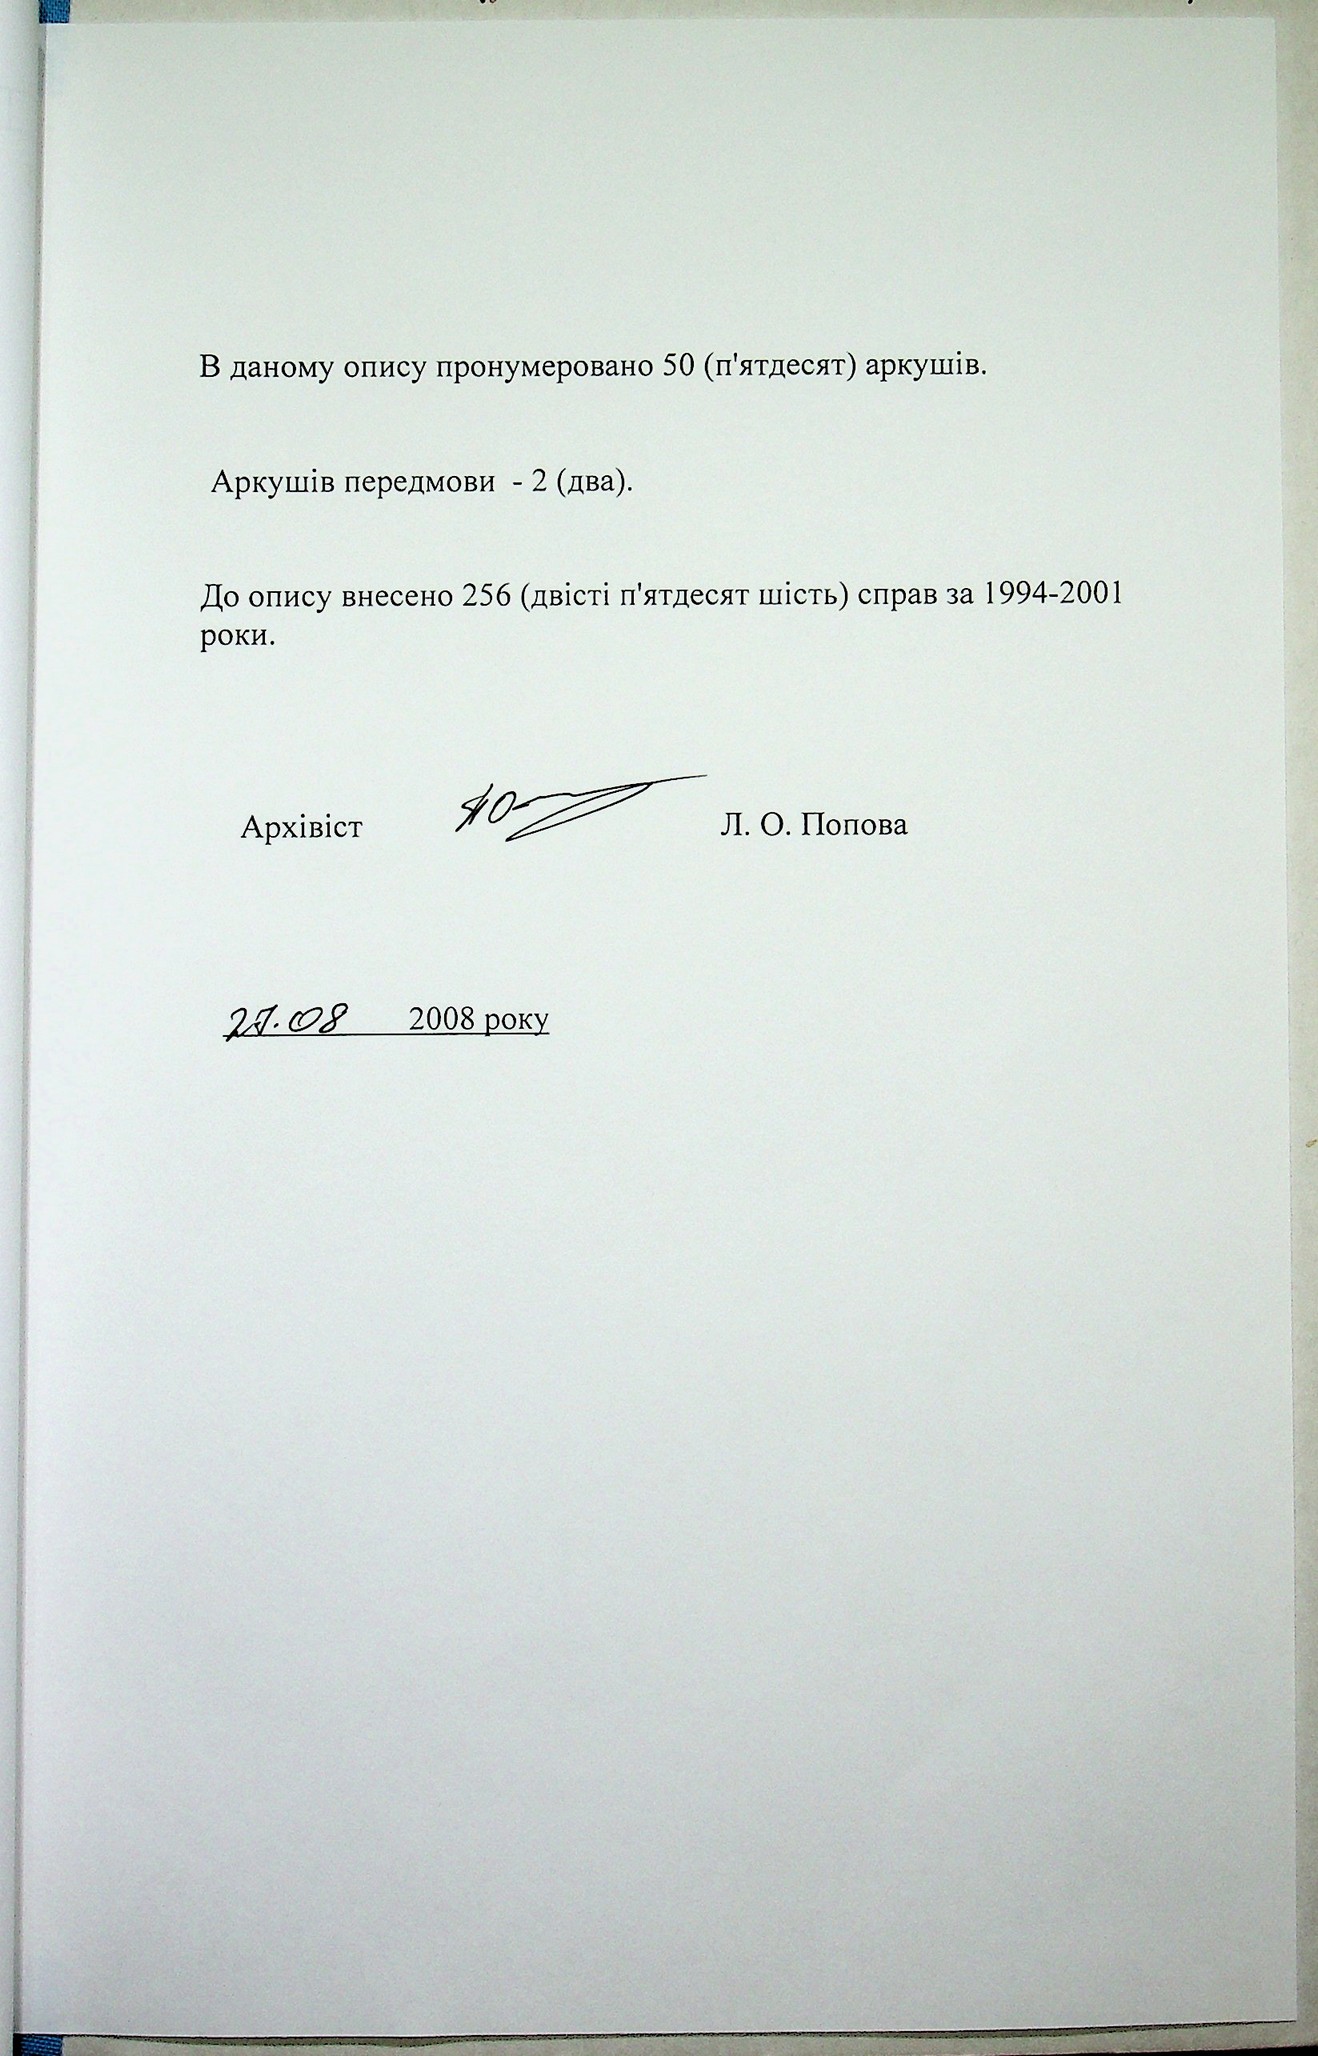 В даному опису пронумеровано 50 (п'ятдесят) аркушів.
Аркушів передмови - 2 (два).
До опису внесено 256 (двісті п'ятдесят шість) справ за 1994-2001
роки.
Архівіст Л. О. Попова
27.08 2008 року